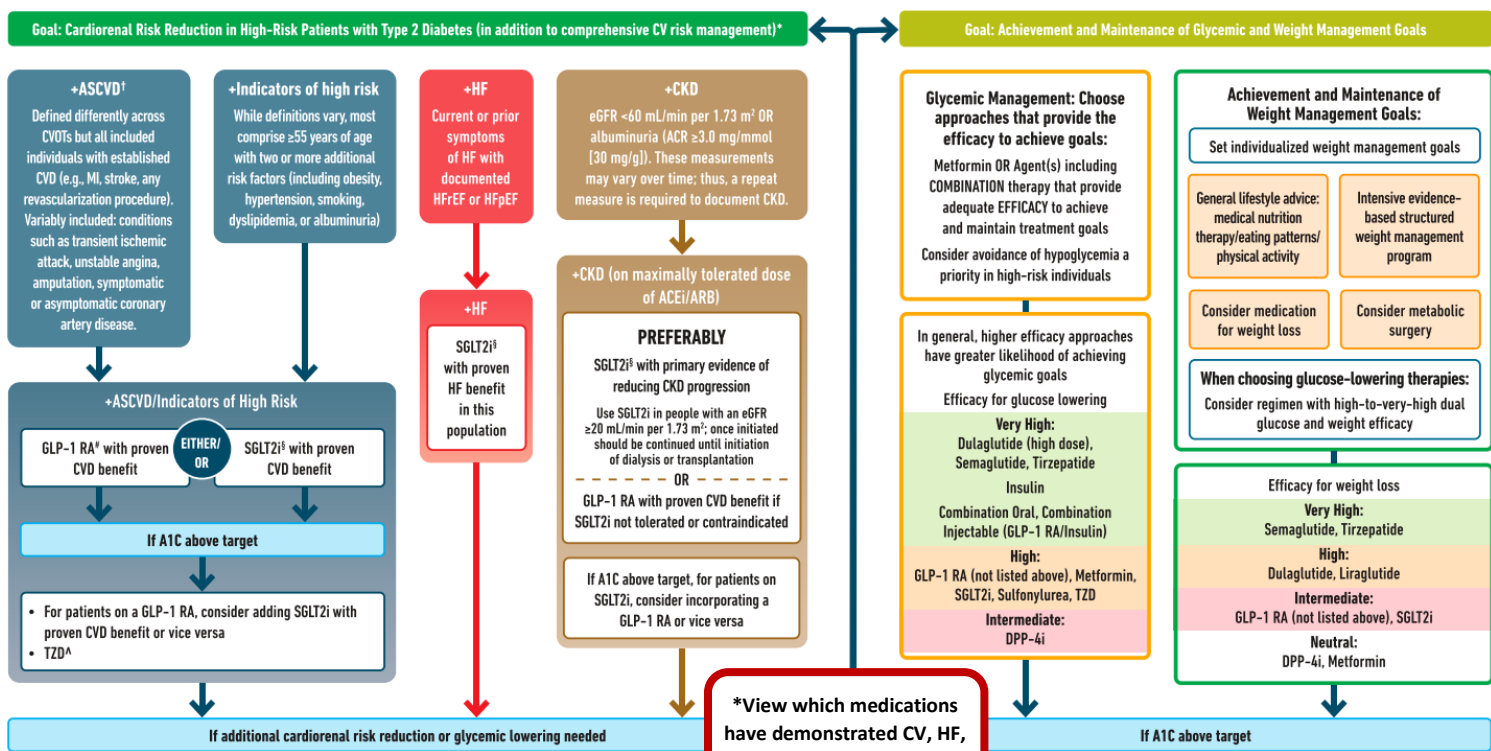 Goal: Cardiorenal Risk Reduction in High-Risk Patients with Type 2 Diabetes (in addition to comprehensive CV risk management)*
+ASCVD†
Defined differently across
CVOTs but all included
individuals with established
CVD (e.g., MI, stroke, any
revascularization procedure).
Variably included: conditions
such as transient ischemic
attack, unstable angina,
amputation, symptomatic
or asymptomatic coronary
artery disease.
+Indicators of high risk
While definitions vary, most
comprise ≥55 years of age
with two or more additional
risk factors (including obesity,
hypertension, smoking,
dyslipidemia, or albuminuria)
+ASCVD/Indicators of High Risk
GLP-1 RA# with proven
CVD benefit
EITHER/
OR
SGLT2i§ with proven
CVD benefit
If A1C above target
• For patients on a GLP-1 RA, consider adding SGLT2i with
proven CVD benefit or vice versa
• TZD^
+HF
Current or prior
symptoms
of HF with
documented
HFrEF or HFpEF
+HF
SGLT2i§
with proven
HF benefit
in this
population
+CKD
eGFR <60 mL/min per 1.73 m² OR
albuminuria (ACR ≥3.0 mg/mmol
[30 mg/g]). These measurements
may vary over time; thus, a repeat
measure is required to document CKD.
+CKD (on maximally tolerated dose
of ACEi/ARB)
PREFERABLY
SGLT2i§ with primary evidence of
reducing CKD progression
Use SGLT2i in people with an eGFR
≥20 mL/min per 1.73 m²; once initiated
should be continued until initiation
of dialysis or transplantation
OR
GLP-1 RA with proven CVD benefit if
SGLT2i not tolerated or contraindicated
If A1C above target, for patients on
SGLT2i, consider incorporating a
GLP-1 RA or vice versa
If additional cardiorenal risk reduction or glycemic lowering needed
*View which medications
have demonstrated CV, HF,
Goal: Achievement and Maintenance of Glycemic and Weight Management Goals
Glycemic Management: Choose
approaches that provide the
efficacy to achieve goals:
Metformin OR Agent(s) including
COMBINATION therapy that provide
adequate EFFICACY to achieve
and maintain treatment goals
Consider avoidance of hypoglycemia a
priority in high-risk individuals
In general, higher efficacy approaches
have greater likelihood of achieving
glycemic goals
Efficacy for glucose lowering
Very High:
Dulaglutide (high dose),
Semaglutide, Tirzepatide
Insulin
Combination Oral, Combination
Injectable (GLP-1 RA/Insulin)
High:
GLP-1 RA (not listed above), Metformin,
SGLT2i, Sulfonylurea, TZD
Intermediate:
DPP-4i
Achievement and Maintenance of
Weight Management Goals:
Set individualized weight management goals
General lifestyle advice:
medical nutrition
therapy/eating patterns/
physical activity
Intensive evidence-
based structured
weight management
program
Consider medication
for weight loss
Consider metabolic
surgery
When choosing glucose-lowering therapies:
Consider regimen with high-to-very-high dual
glucose and weight efficacy
Efficacy for weight loss
Very High:
Semaglutide, Tirzepatide
High:
Dulaglutide, Liraglutide
Intermediate:
GLP-1 RA (not listed above), SGLT2i
Neutral:
DPP-4i, Metformin
If A1C above target